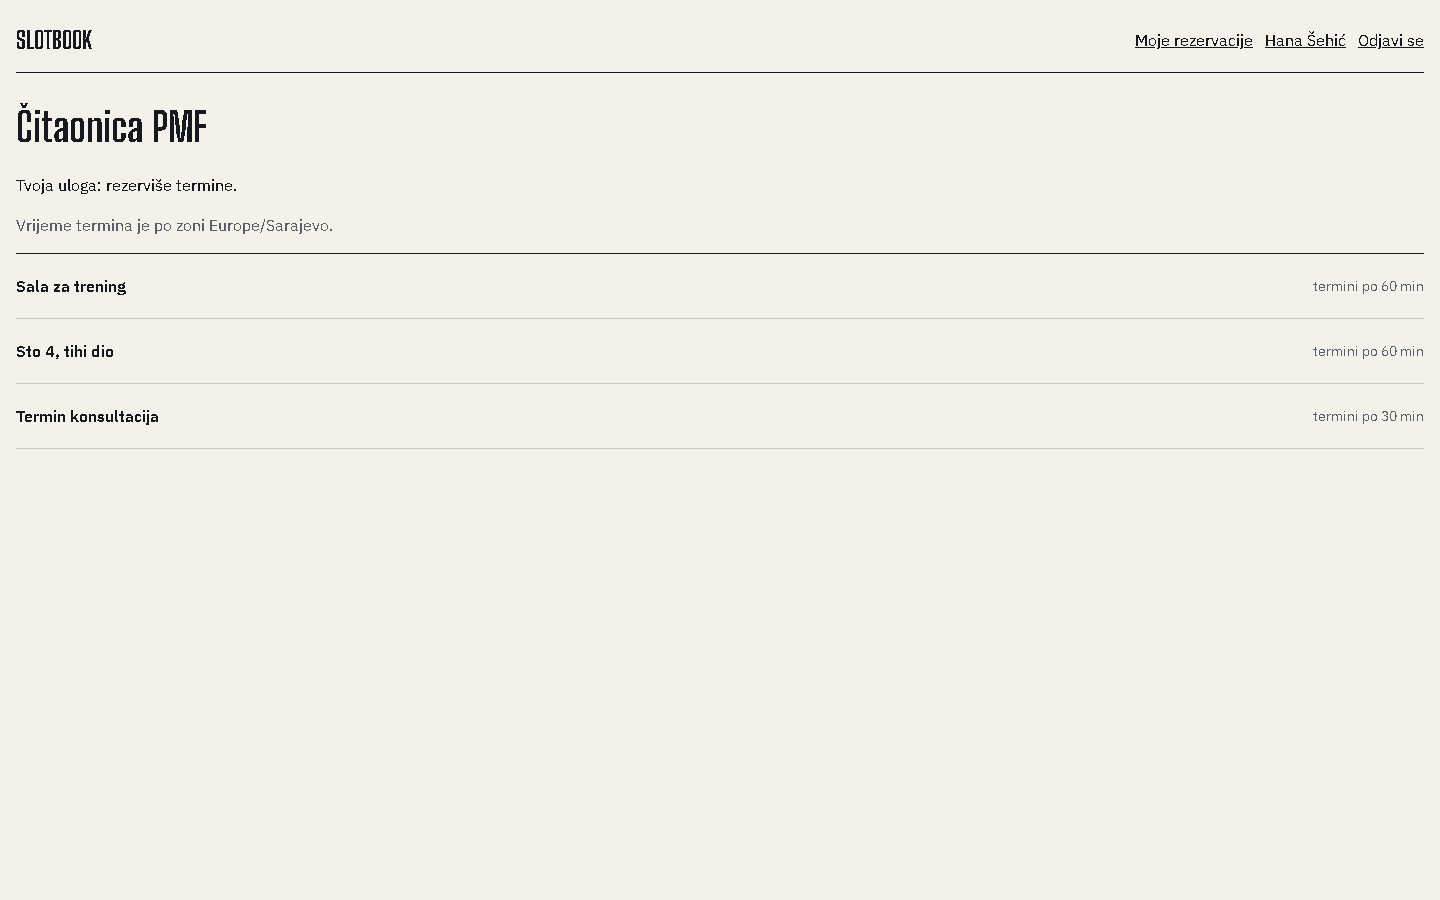 SLOTBOOK
Moje rezervacije Hana Šehić Odjavi se
Čitaonica PMF
Tvoja uloga: rezerviše termine.
Vrijeme termina je po zoni Europe/Sarajevo.
Sala za trening termini po 60 min
Sto 4, tihi dio termini po 60 min
Termin konsultacija termini po 30 min